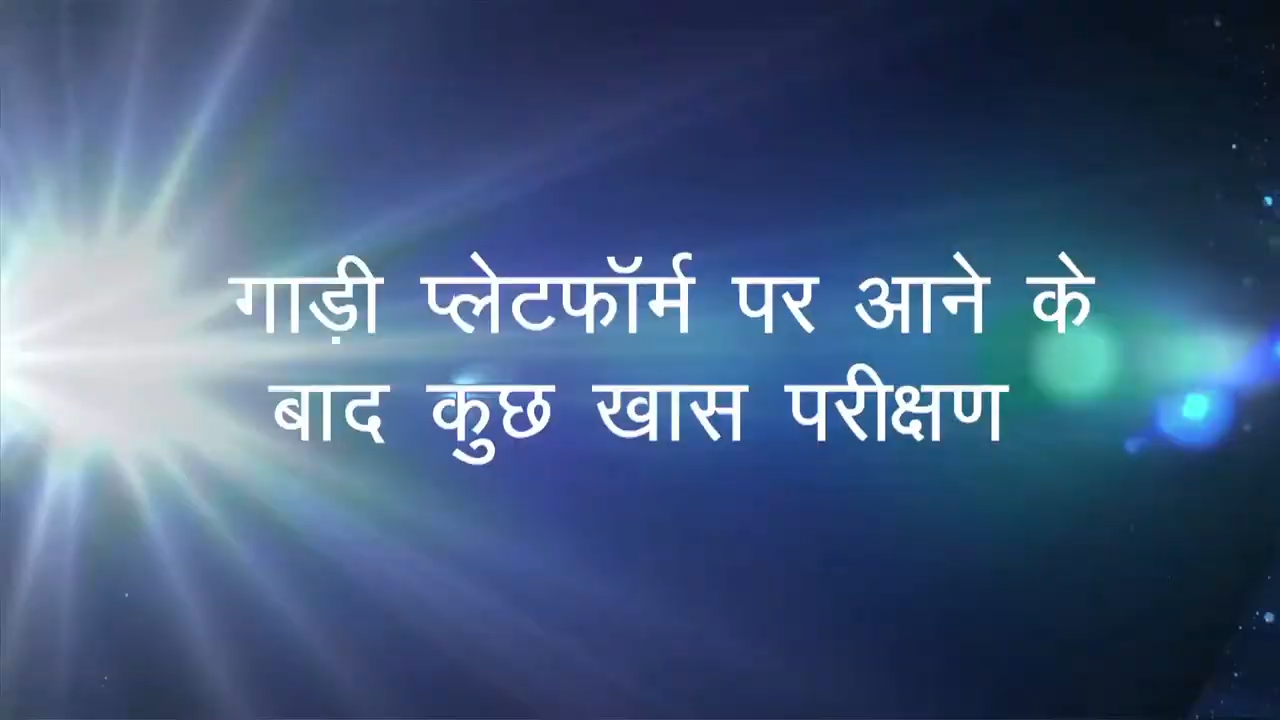 गाड़ी प्लेटफॉर्म पर आने के
बाद कुछ खास परीक्षण